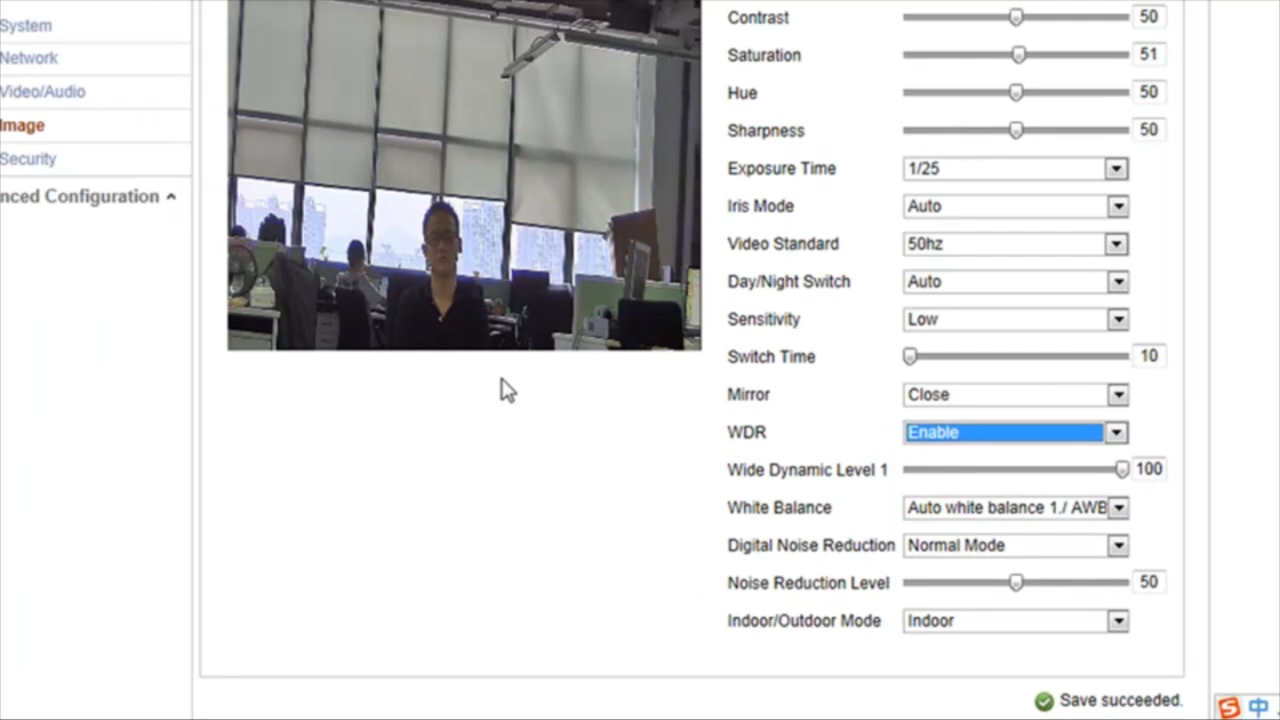 System
Network
Video/Audio
Image
Security
nced Configuration
Contrast 50
Saturation 51
Hue 50
Sharpness 50
Exposure Time 1/25
Iris Mode Auto
Video Standard 50hz
Day/Night Switch Auto
Sensitivity Low
Switch Time 10
Mirror Close
WDR Enable
Wide Dynamic Level 1 100
White Balance Auto white balance 1./ AWB
Digital Noise Reduction Normal Mode
Noise Reduction Level 50
Indoor/Outdoor Mode Indoor
Save succeeded.
S 中